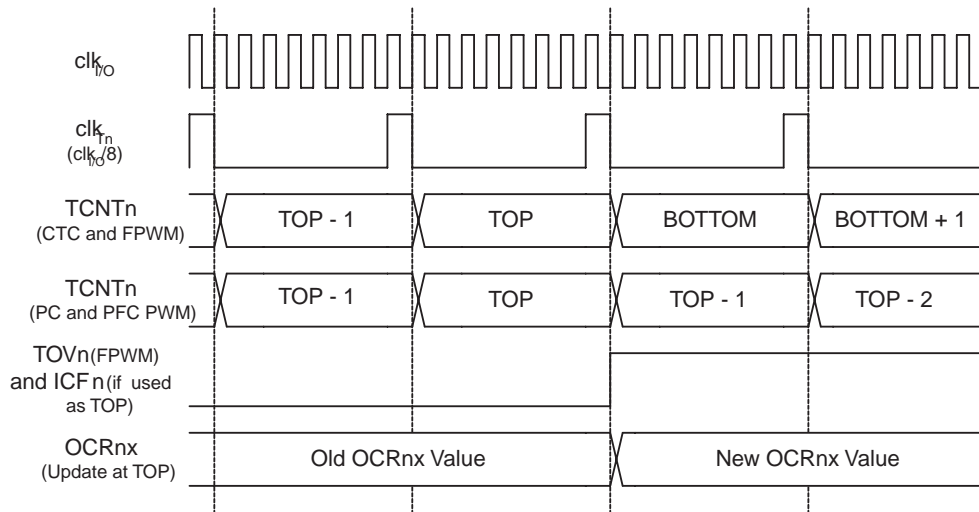 clkI/O
clkTn
(clkI/O/8)
TCNTn
(CTC and FPWM)
TOP - 1
TOP
BOTTOM
BOTTOM + 1
TCNTn
(PC and PFC PWM)
TOP - 1
TOP
TOP - 1
TOP - 2
TOVn (FPWM)
and ICFn (if used
as TOP)
OCRnx
(Update at TOP)
Old OCRnx Value
New OCRnx Value